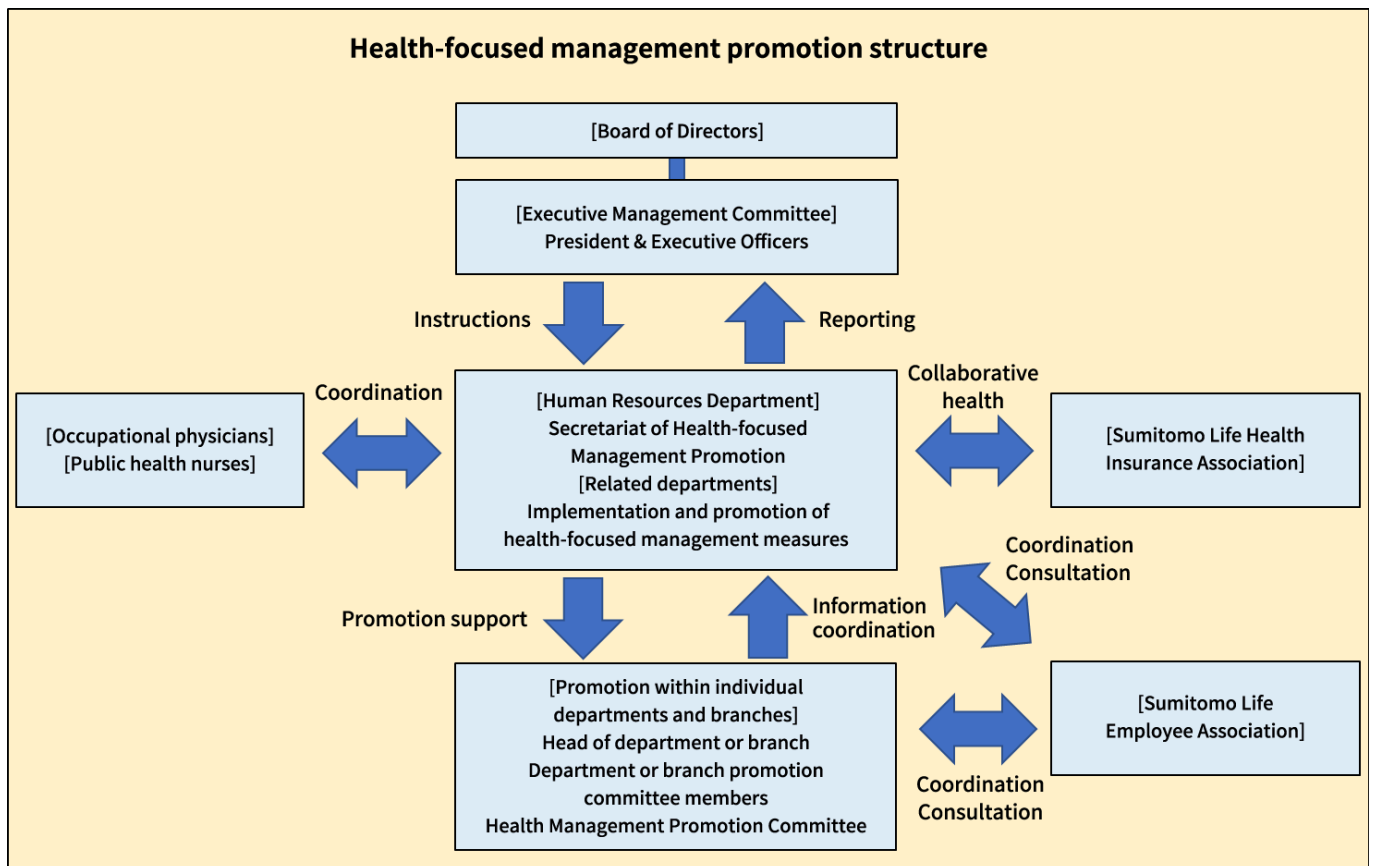 Health-focused management promotion structure
[Board of Directors]
[Executive Management Committee]
President & Executive Officers
Instructions
Reporting
Coordination
Collaborative
health
[Occupational physicians]
[Public health nurses]
[Human Resources Department]
Secretariat of Health-focused
Management Promotion
[Related departments]
Implementation and promotion of
health-focused management measures
[Sumitomo Life Health
Insurance Association]
Coordination
Consultation
Promotion support
Information
coordination
[Promotion within individual
departments and branches]
Head of department or branch
Department or branch promotion
committee members
Health Management Promotion Committee
[Sumitomo Life
Employee Association]
Coordination
Consultation